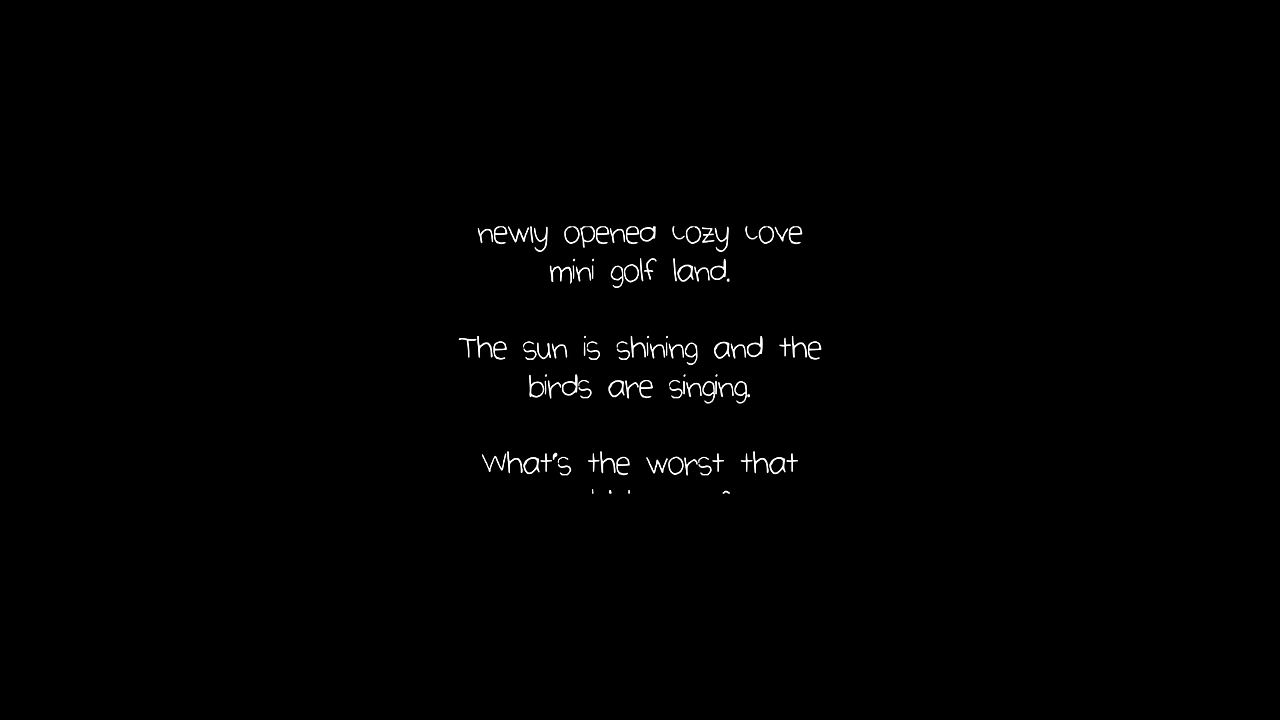 newly opened Cozy Cove
mini golf land.
The sun is shining and the
birds are singing.
What's the worst that